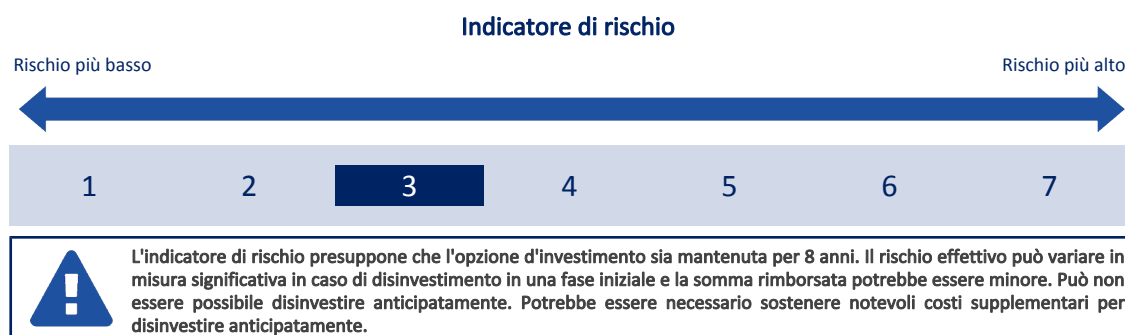 Indicatore di rischio
Rischio più basso
Rischio più alto
1 2 3 4 5 6 7
L'indicatore di rischio presuppone che l'opzione d'investimento sia mantenuta per 8 anni. Il rischio effettivo può variare in
misura significativa in caso di disinvestimento in una fase iniziale e la somma rimborsata potrebbe essere minore. Può non
essere possibile disinvestire anticipatamente. Potrebbe essere necessario sostenere notevoli costi supplementari per
disinvestire anticipatamente.